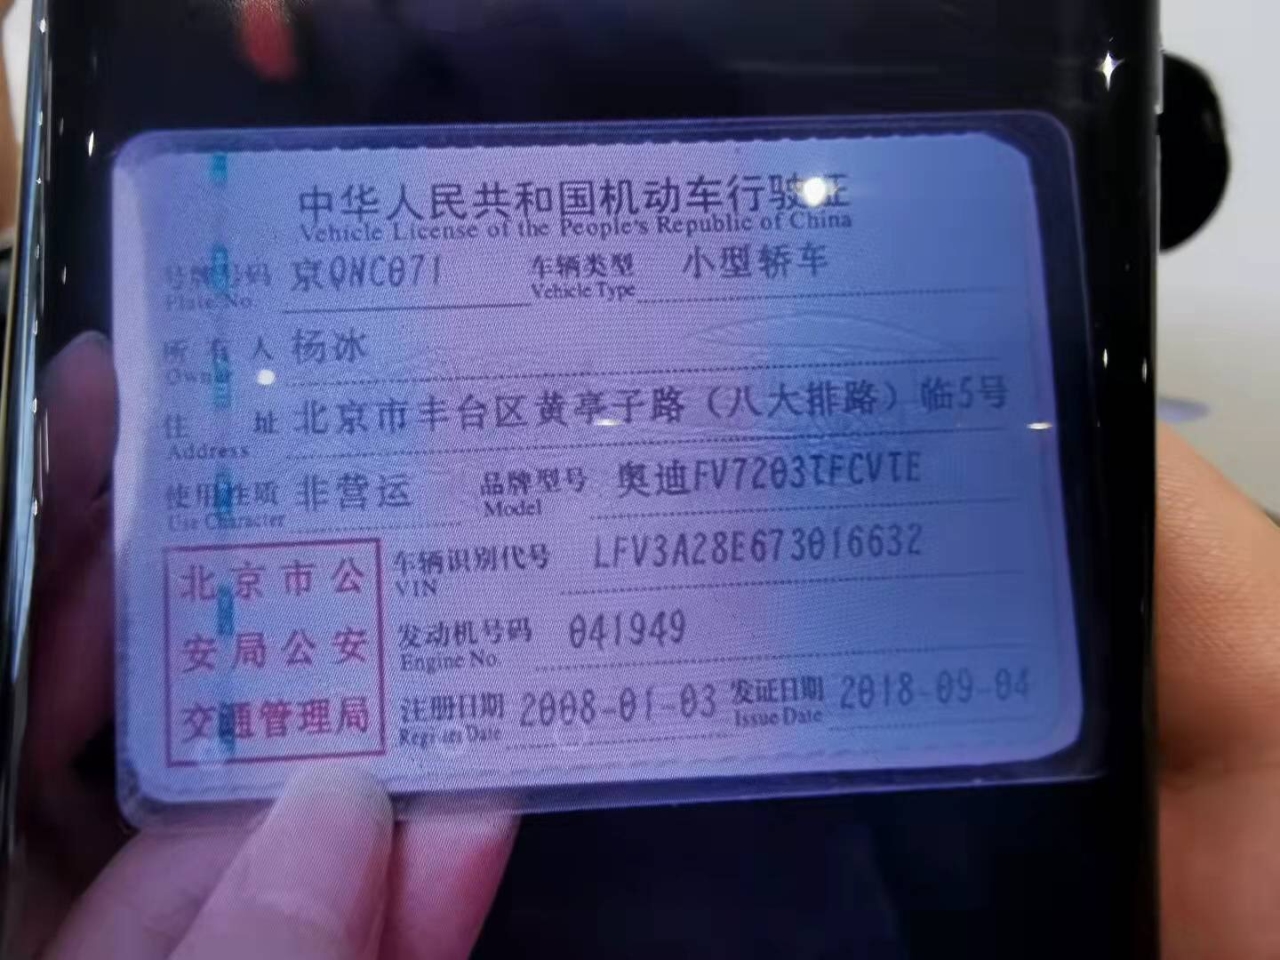 中华人民共和国机动车行驶证
Vehicle License of the People's Republic of China
号牌号码 京QNC071 车辆类型 小型轿车
Plate No. Vehicle Type
所有人 杨冰
Owner
住址 北京市丰台区黄亭子路（八大排路）临5号
Address
使用性质 非营运 品牌型号 奥迪FV7203TFCVTE
Use Character Model
北京市公
安局公安
交通管理局
车辆识别代号 LFV3A28E673016632
VIN
发动机号码 041949
Engine No.
注册日期 2008-01-03 发证日期 2018-09-04
Register Date Issue Date